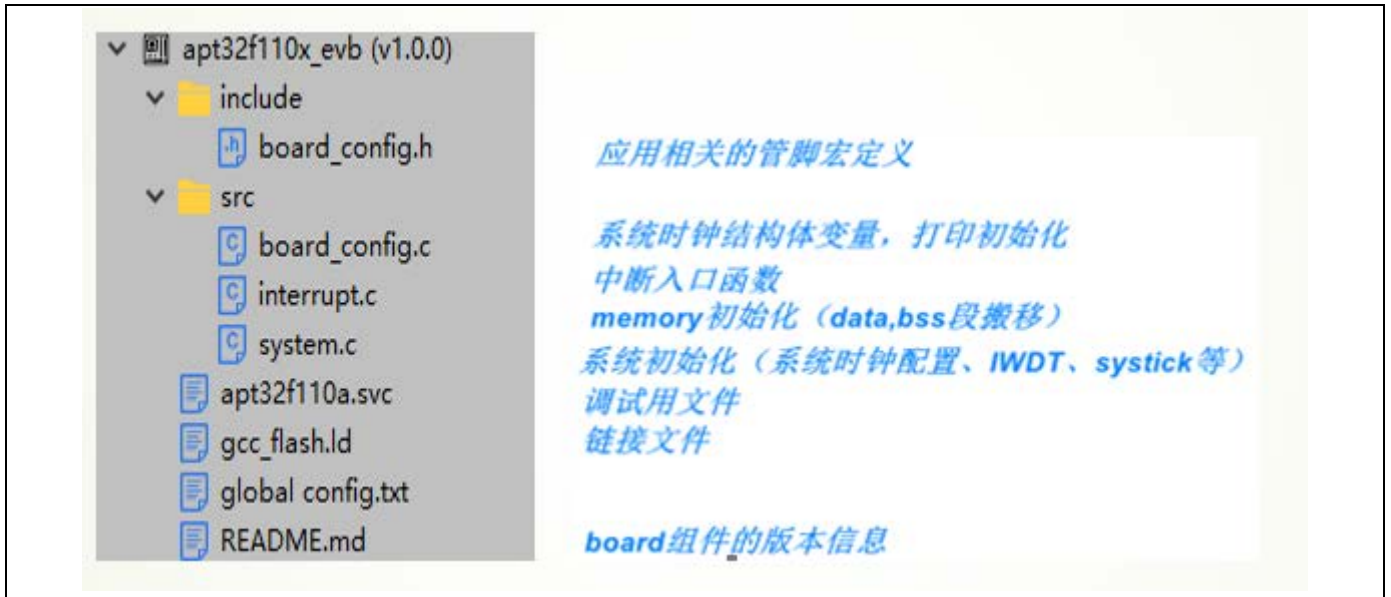 apt32f110x_evb (v1.0.0)
include
board_config.h
应用相关的管脚宏定义
src
board_config.c
系统时钟结构体变量，打印初始化
interrupt.c
中断入口函数
memory初始化（data,bss段搬移）
system.c
系统初始化（系统时钟配置、IWDT、systick等）
apt32f110a.svc
调试用文件
gcc_flash.ld
链接文件
global config.txt
README.md
board组件的版本信息